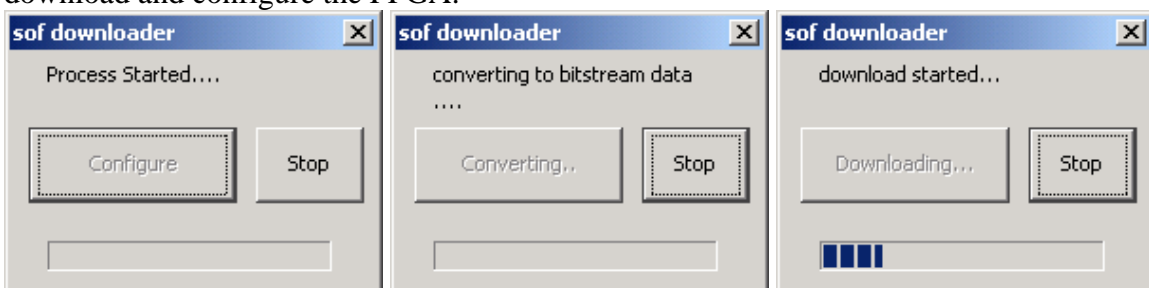 download and configure the FPGA.
sof downloader
Process Started....
Configure
Stop
sof downloader
converting to bitstream data
....
Converting..
Stop
sof downloader
download started...
Downloading...
Stop